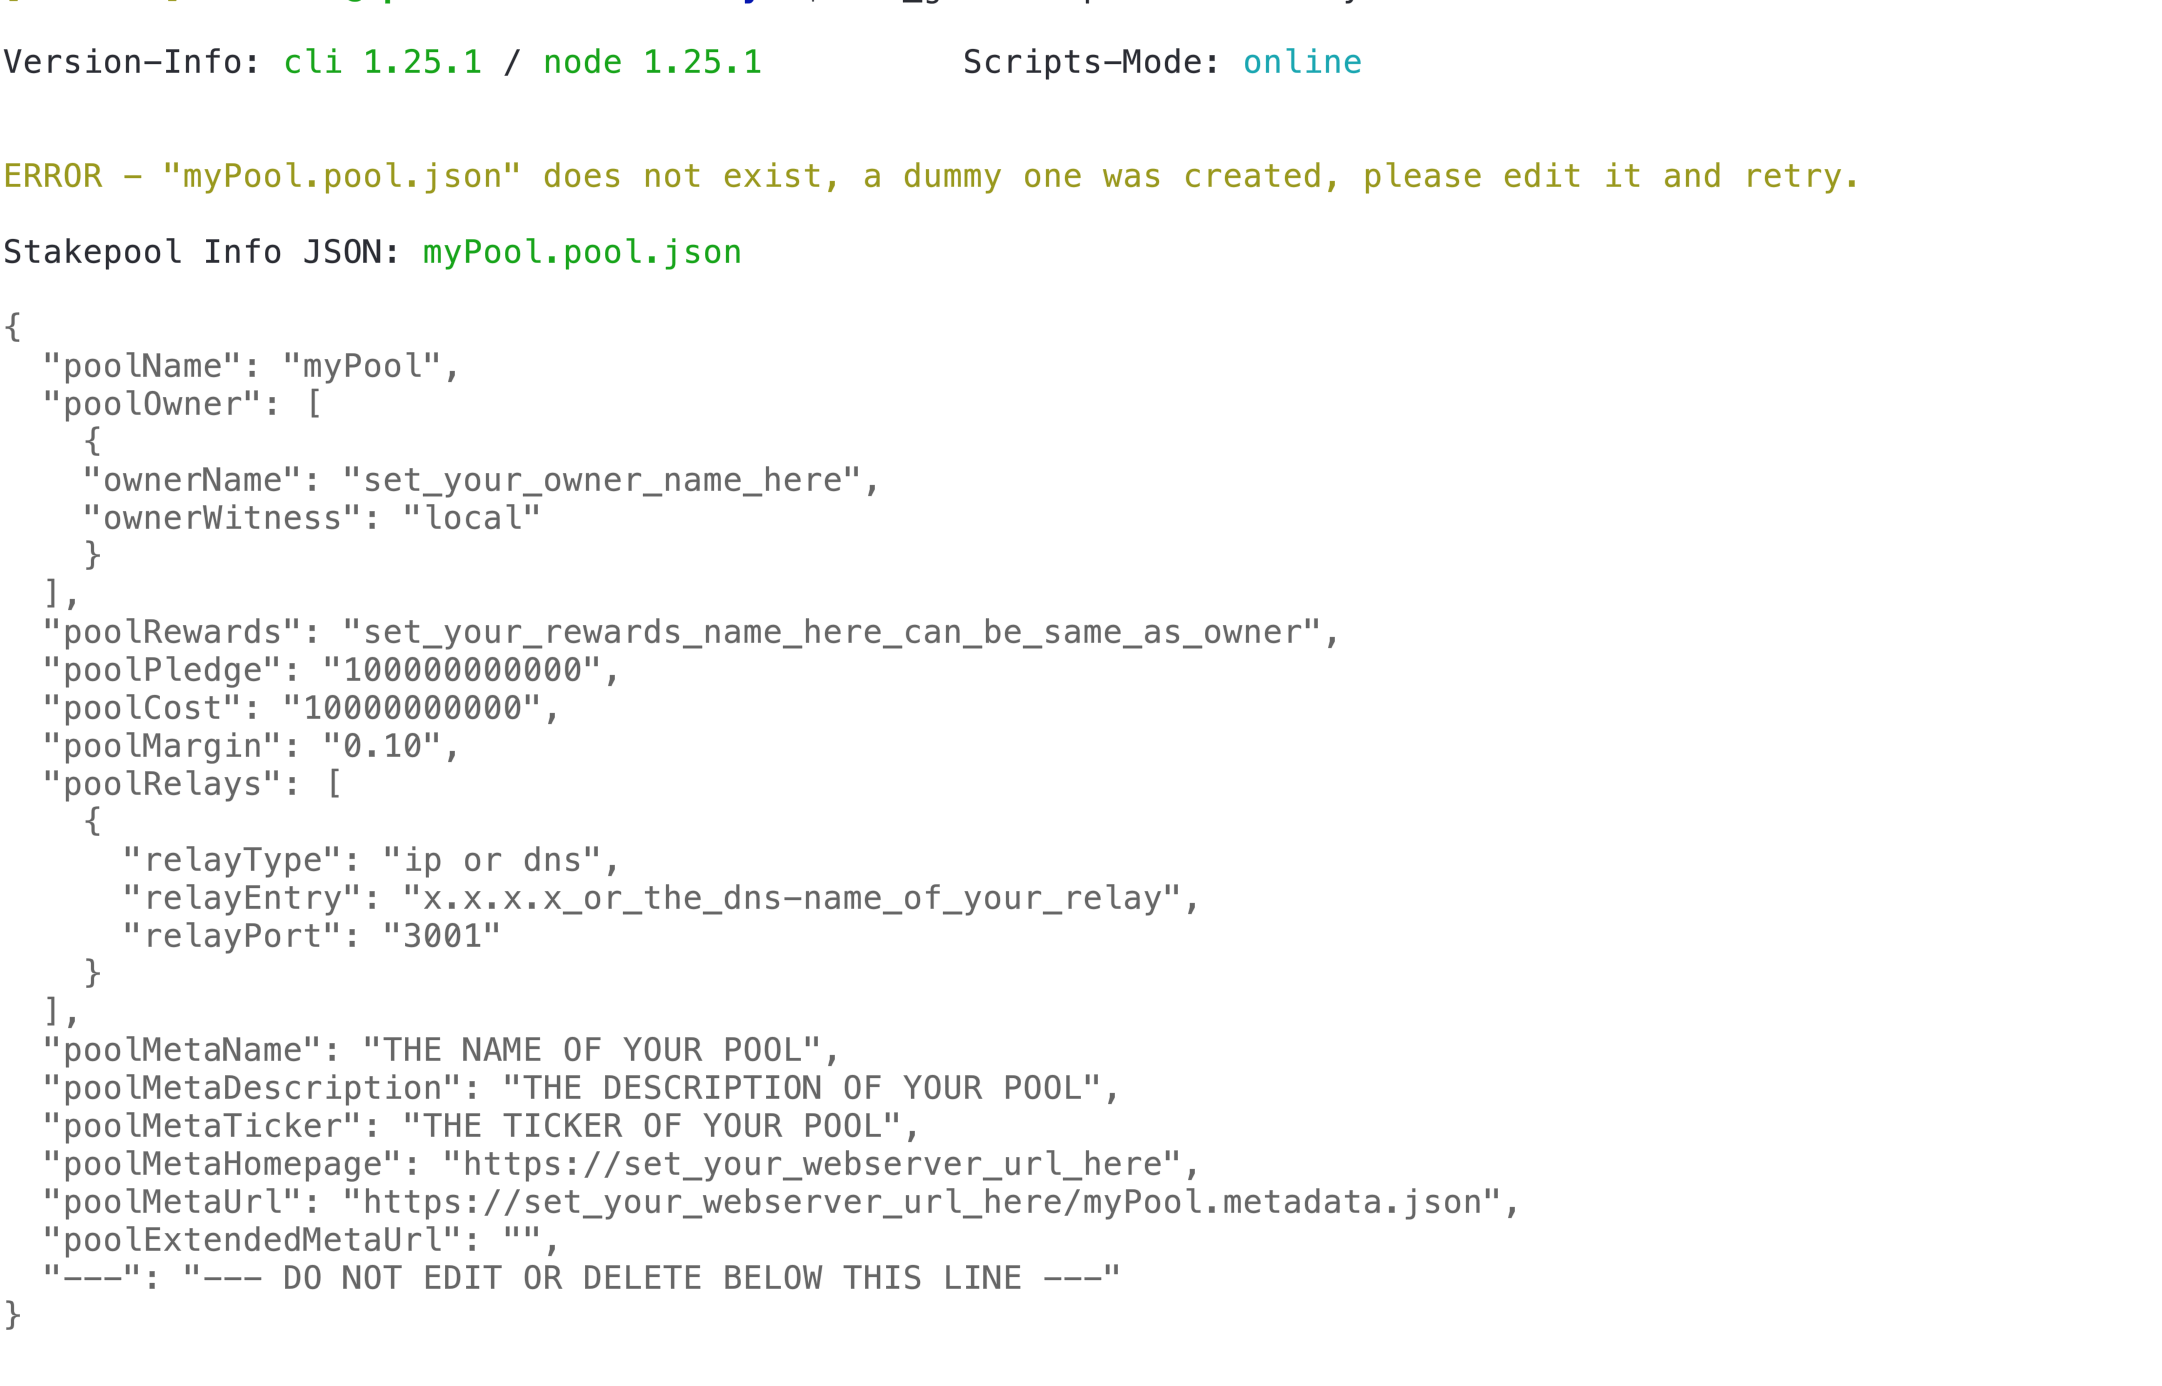 Version-Info: cli 1.25.1 / node 1.25.1          Scripts-Mode: online
ERROR - "myPool.pool.json" does not exist, a dummy one was created, please edit it and retry.
Stakepool Info JSON: myPool.pool.json
{
  "poolName": "myPool",
  "poolOwner": [
    {
    "ownerName": "set_your_owner_name_here",
    "ownerWitness": "local"
    }
  ],
  "poolRewards": "set_your_rewards_name_here_can_be_same_as_owner",
  "poolPledge": "100000000000",
  "poolCost": "10000000000",
  "poolMargin": "0.10",
  "poolRelays": [
    {
      "relayType": "ip or dns",
      "relayEntry": "x.x.x.x_or_the_dns-name_of_your_relay",
      "relayPort": "3001"
    }
  ],
  "poolMetaName": "THE NAME OF YOUR POOL",
  "poolMetaDescription": "THE DESCRIPTION OF YOUR POOL",
  "poolMetaTicker": "THE TICKER OF YOUR POOL",
  "poolMetaHomepage": "https://set_your_webserver_url_here",
  "poolMetaUrl": "https://set_your_webserver_url_here/myPool.metadata.json",
  "poolExtendedMetaUrl": "",
  "---": "--- DO NOT EDIT OR DELETE BELOW THIS LINE ---"
}